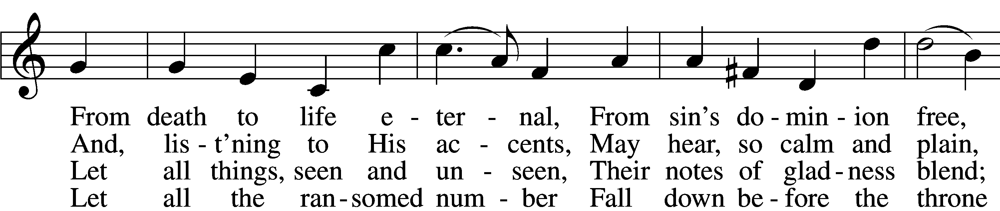 From death to life e - ter - nal, From sin’s do - min - ion free,
And, lis - t’ning to His ac - cents, May hear, so calm and plain,
Let all things, seen and un - seen, Their notes of glad - ness blend;
Let all the ran - somed num - ber Fall down be - fore the throne